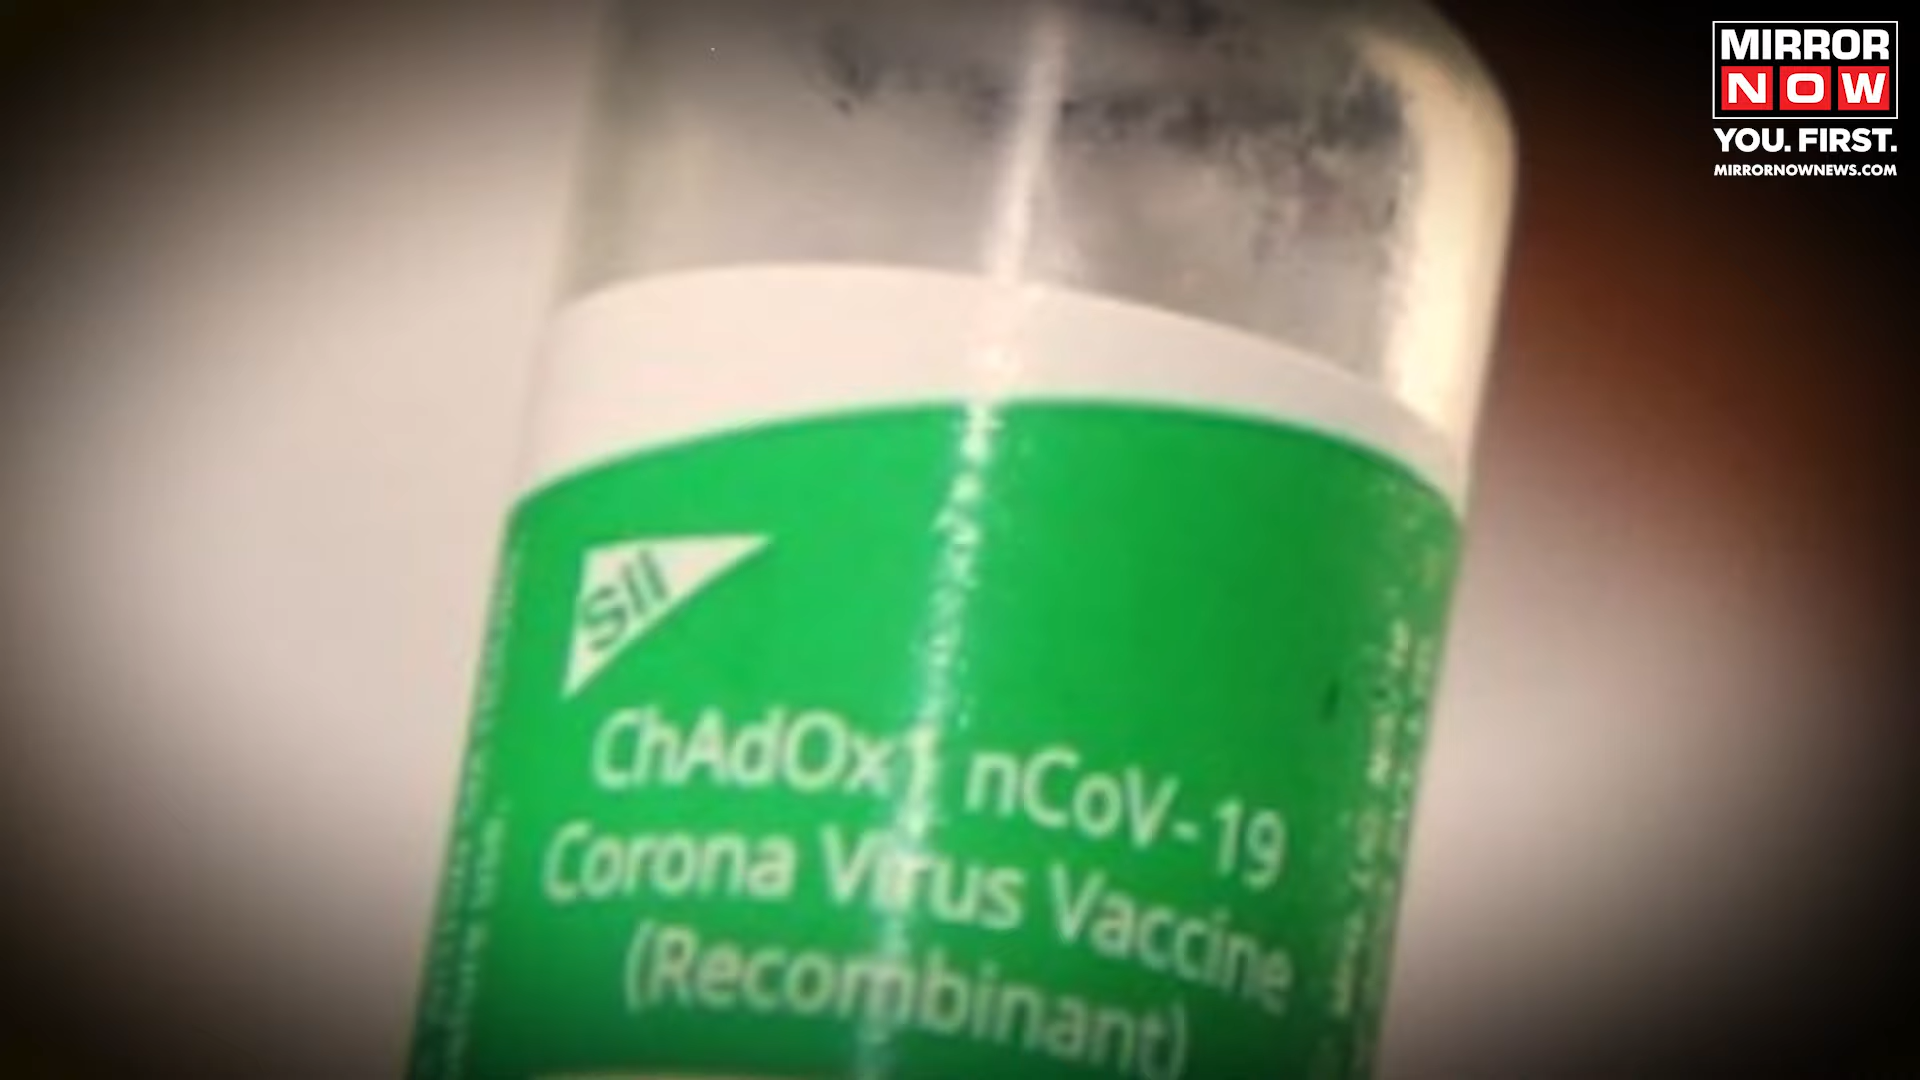 MIRROR
NOW
YOU. FIRST.
MIRRORNOWNEWS.COM
SII
ChAdOx1 nCoV-19
Corona Virus Vaccine
(Recombinant)